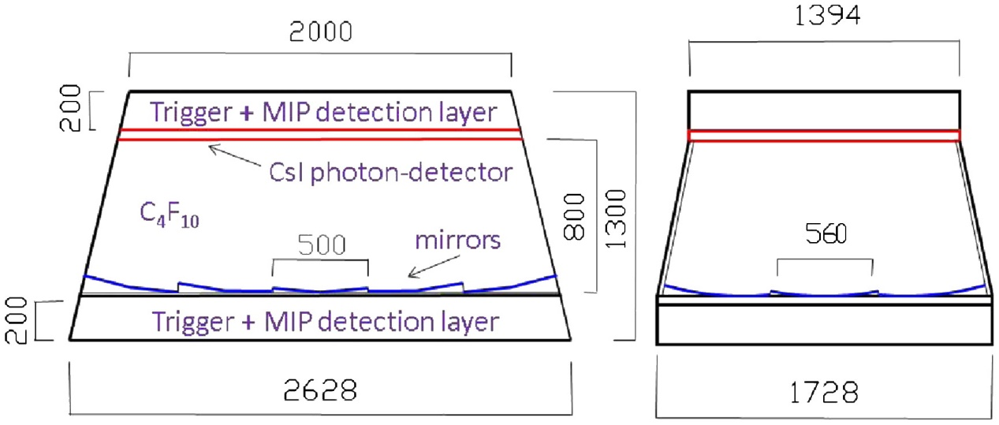 2000
1394
200
Trigger + MIP detection layer
CsI photon-detector
C₄F₁₀
800
1300
500
mirrors
560
200
Trigger + MIP detection layer
2628
1728